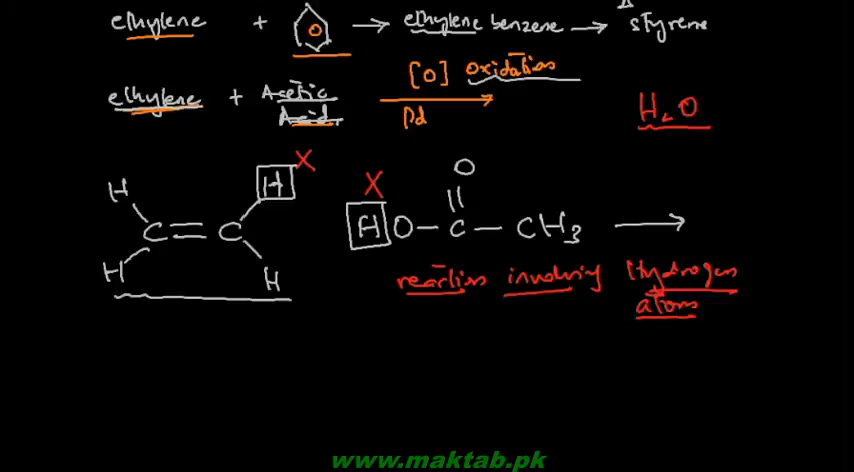 ethylene + → ethylene benzene → Δ styrene
ethylene + Acetic Acid. [O] oxidation Pd H₂O
H H X X O
C = C H O - C - CH₃ →
H H
reaction involving Hydrogen atoms
www.maktab.pk